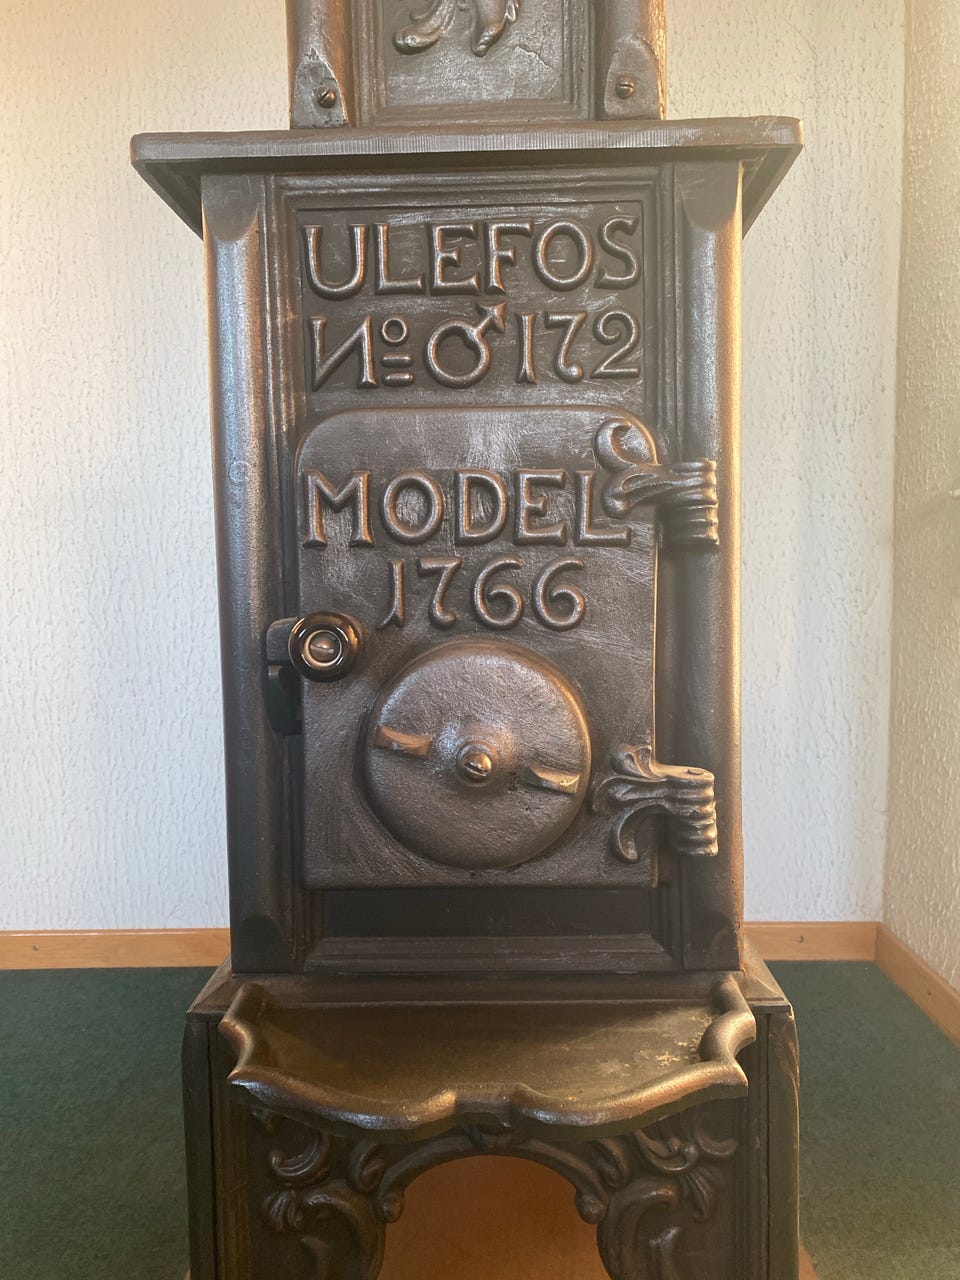 ULEFOS
Nº ♂ 172
MODEL
1766